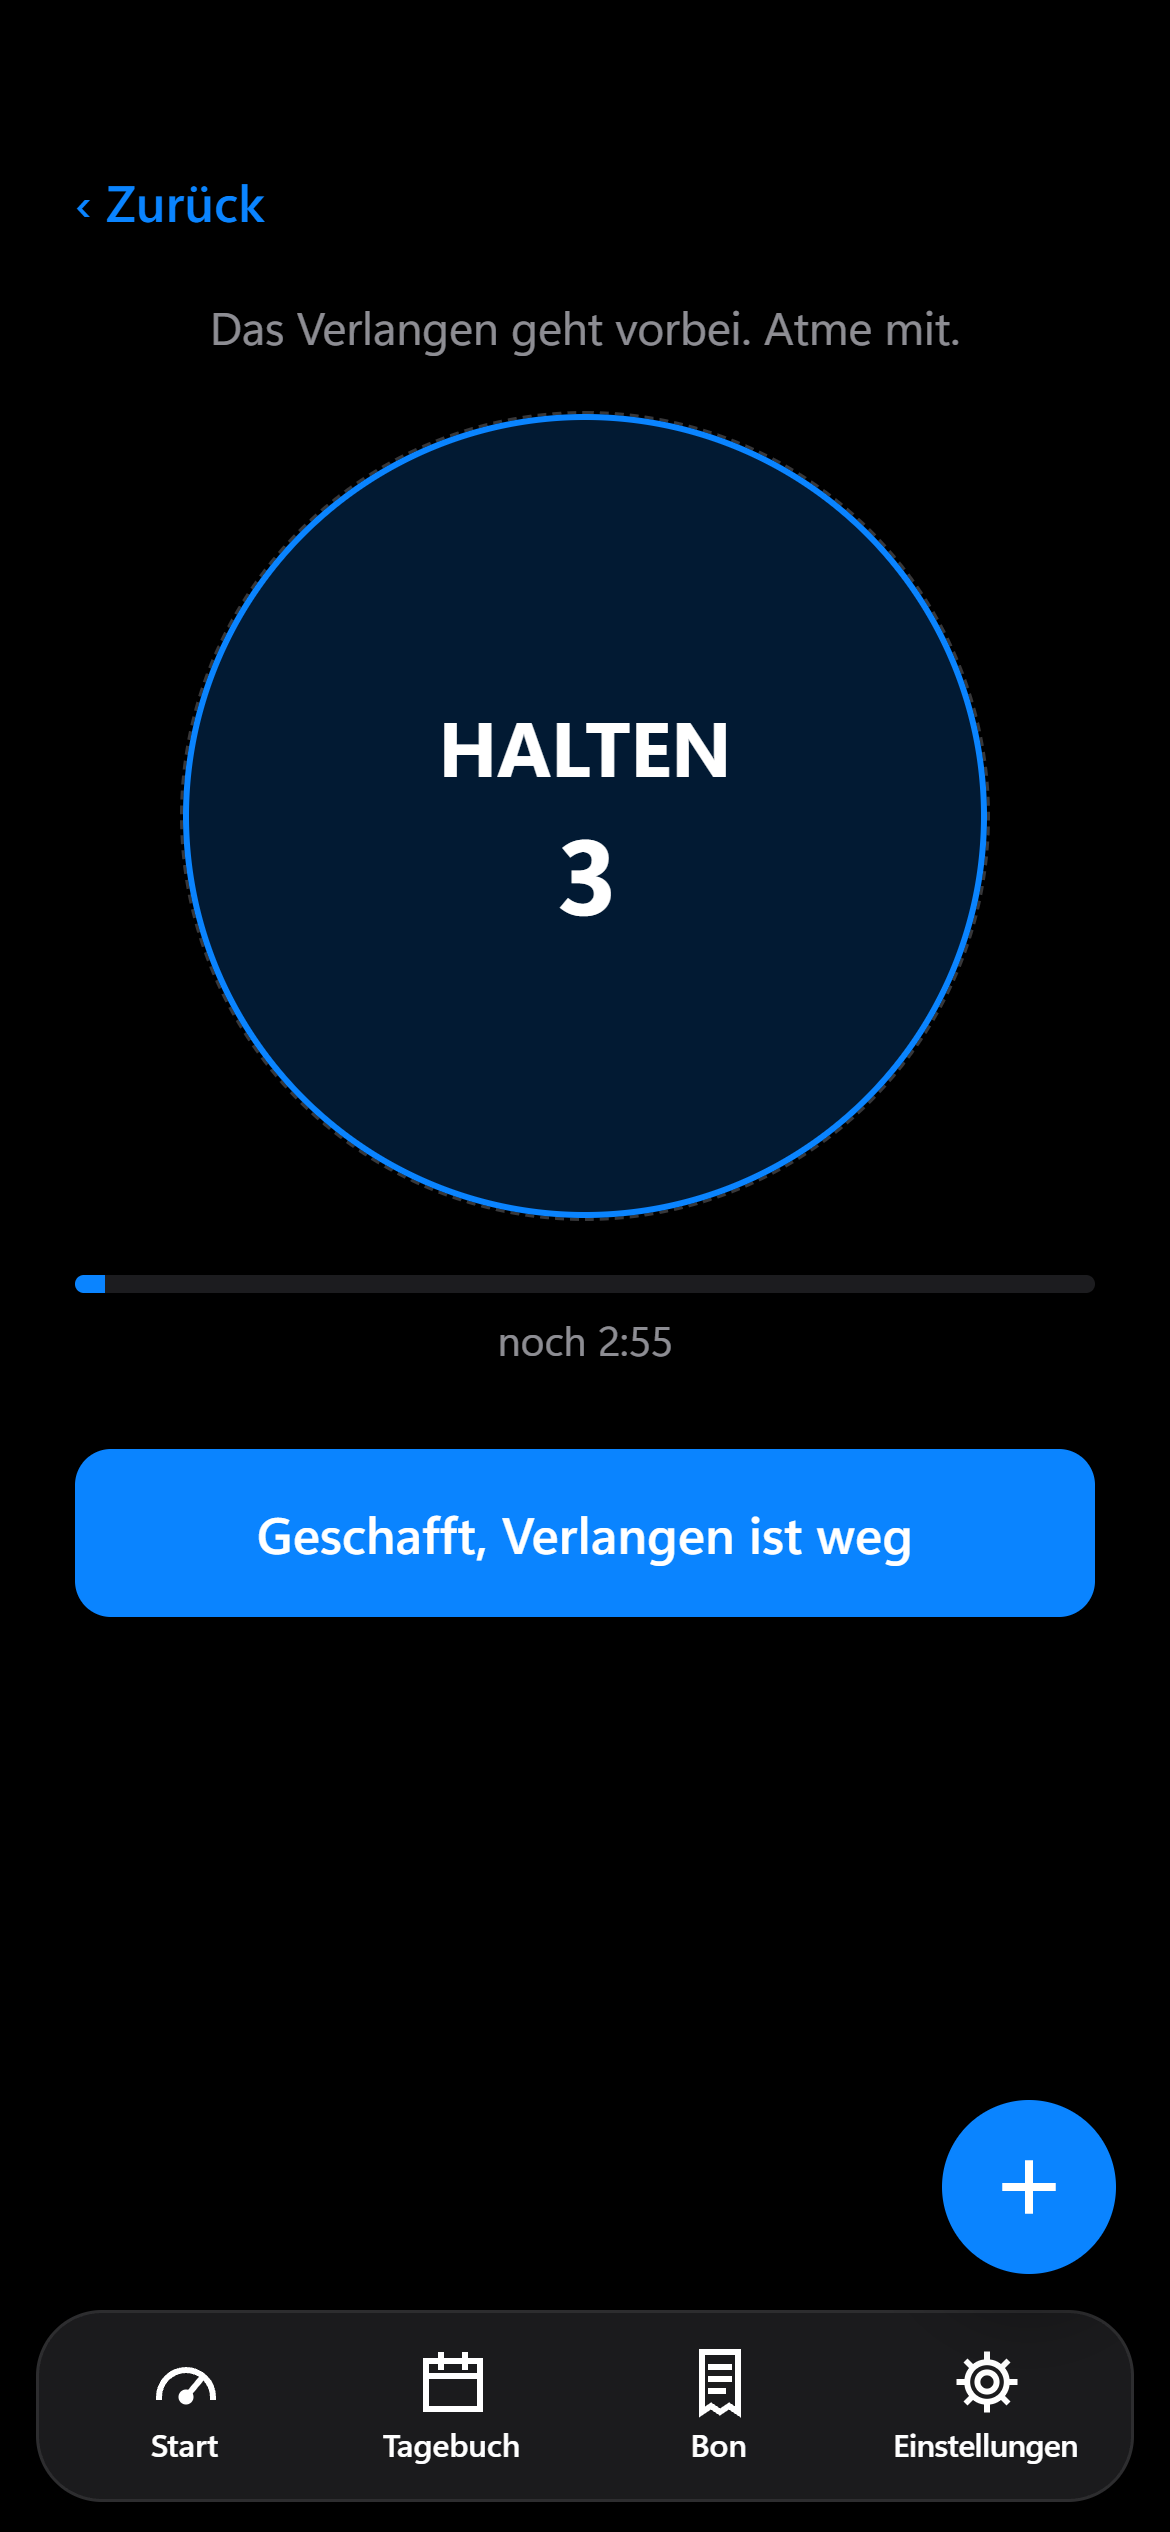 ‹ Zurück
Das Verlangen geht vorbei. Atme mit.
HALTEN
3
noch 2:55
Geschafft, Verlangen ist weg
+
Start
Tagebuch
Bon
Einstellungen